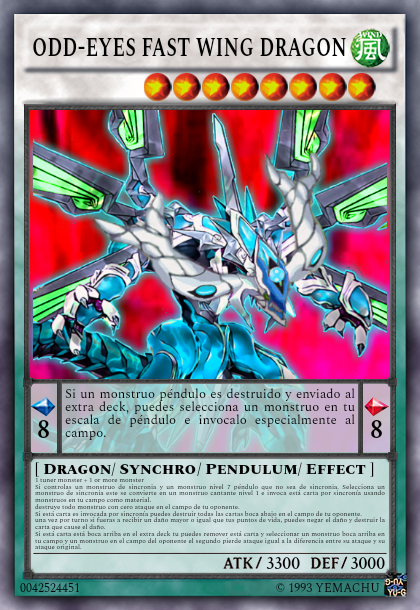 ODD-EYES FAST WING DRAGON
WIND
風
Si un monstruo péndulo es destruido y enviado al
extra deck, puedes selecciona un monstruo en tu
escala de péndulo e invocalo especialmente al
campo.
8
8
[ DRAGON/ SYNCHRO/ PENDULUM/ EFFECT ]
1 tuner monster + 1 or more monster
Si controlas un monstruo de sincronía y un monstruo nivel 7 péndulo que no sea de sincronía. Selecciona un
monstruo de sincronía este se convierte en un monstruo cantante nivel 1 e invoca está carta por sincronía usando
monstruos en tu campo como material.
destruye todo monstruo con cero ataque en el campo de tu oponente.
Si está carta es invocada por sincronía puedes destruir todas las cartas boca abajo en el campo de tu oponente.
una vez por turno si fueras a recibir un daño mayor o igual que tus puntos de vida, puedes negar el daño y destruir la
carta que cause el daño.
Si está carta está boca arriba en el extra deck tu puedes remover está carta y seleccionar un monstruo boca arriba en
tu campo y un monstruo en el campo del oponente el segundo pierde ataque igual a la diferencia entre su ataque y su
ataque original.
ATK / 3300 DEF / 3000
0042524451
© 1993 YEMACHU